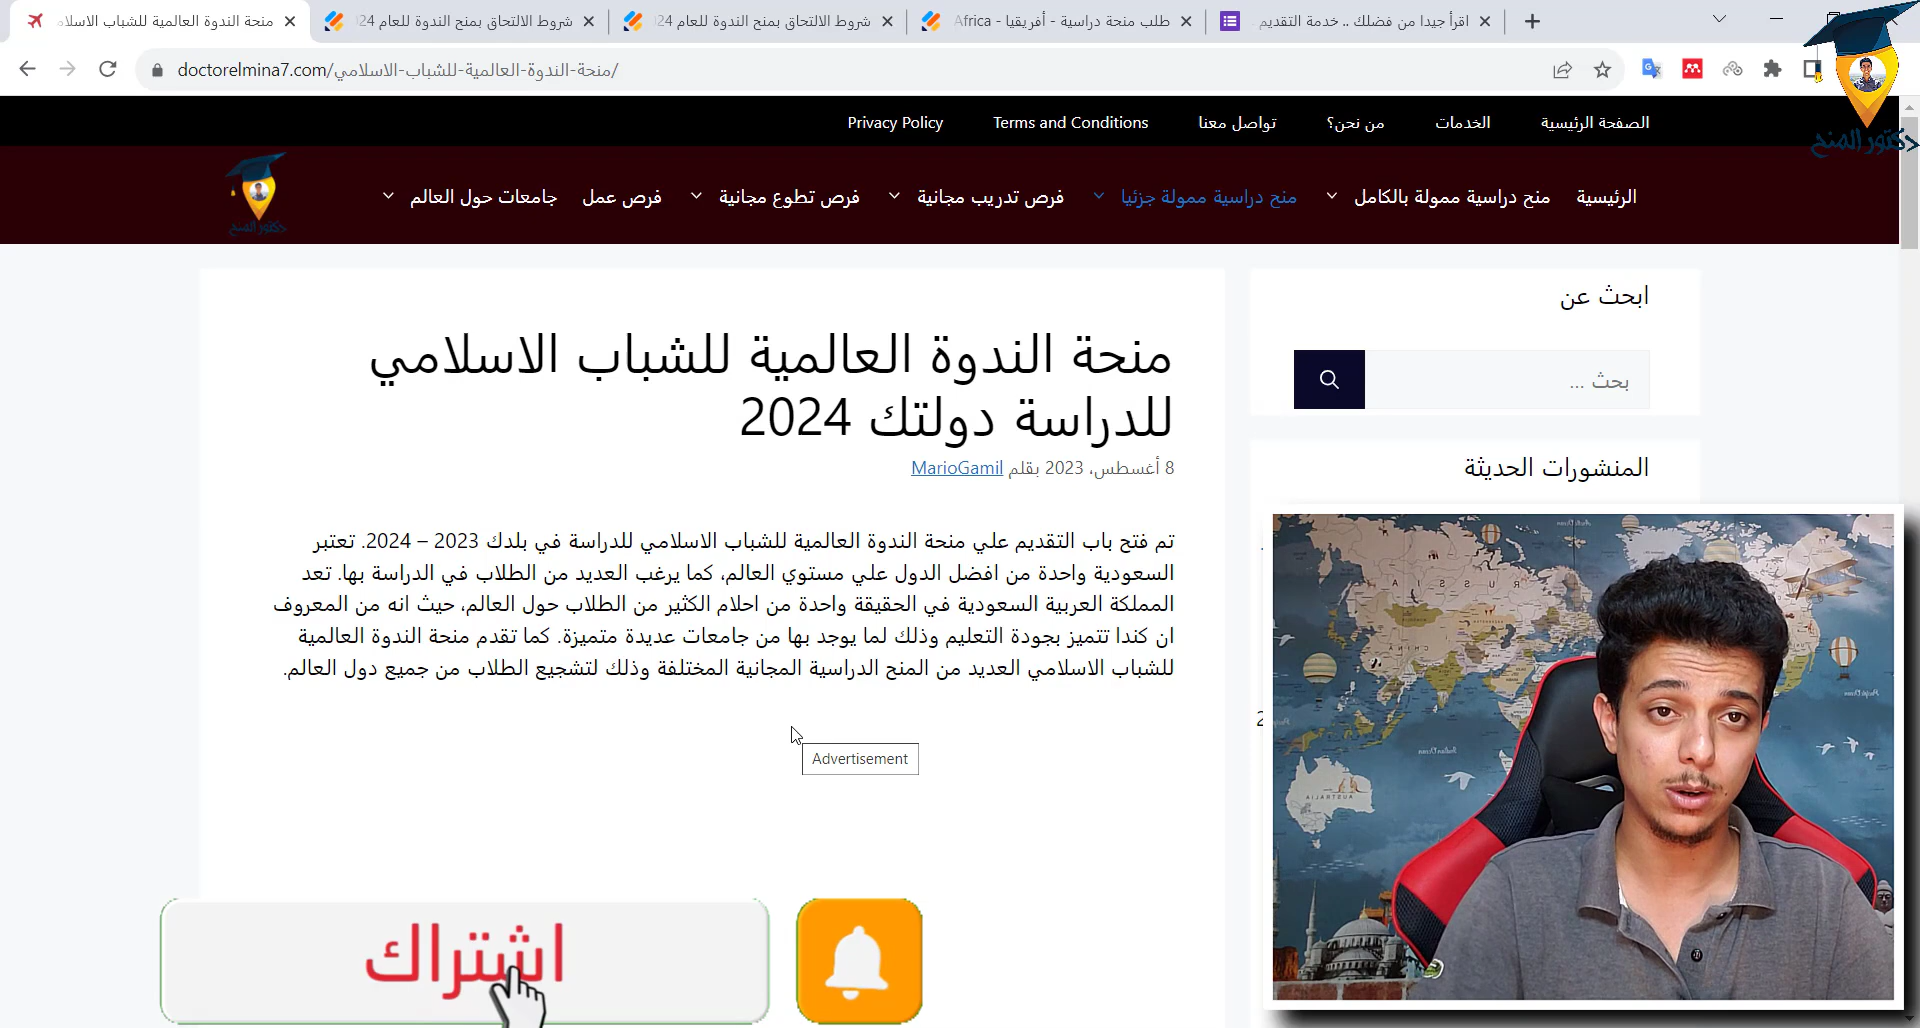 منحة الندوة العالمية للشباب الاسلا
شروط الالتحاق بمنح الندوة للعام 24
شروط الالتحاق بمنح الندوة للعام 24
طلب منحة دراسية - أفريقيا - Africa
اقرأ جيدا من فضلك .. خدمة التقديم
doctorelmina7.com/منحة-الندوة-العالمية-للشباب-الاسلامي/
دكتور المنح
الصفحة الرئيسية
الخدمات
من نحن؟
تواصل معنا
Terms and Conditions
Privacy Policy
الرئيسية
منح دراسية ممولة بالكامل
منح دراسية ممولة جزئيا
فرص تدريب مجانية
فرص تطوع مجانية
فرص عمل
جامعات حول العالم
دكتور المنح
ابحث عن
بحث ...
المنشورات الحديثة
منحة الندوة العالمية للشباب الاسلامي
للدراسة دولتك 2024
8 أغسطس، 2023 بقلم MarioGamil
تم فتح باب التقديم علي منحة الندوة العالمية للشباب الاسلامي للدراسة في بلدك 2023 – 2024. تعتبر
السعودية واحدة من افضل الدول علي مستوي العالم، كما يرغب العديد من الطلاب في الدراسة بها. تعد
المملكة العربية السعودية في الحقيقة واحدة من احلام الكثير من الطلاب حول العالم، حيث انه من المعروف
ان كندا تتميز بجودة التعليم وذلك لما يوجد بها من جامعات عديدة متميزة. كما تقدم منحة الندوة العالمية
للشباب الاسلامي العديد من المنح الدراسية المجانية المختلفة وذلك لتشجيع الطلاب من جميع دول العالم.
Advertisement
اشتراك
RUSSIA
CHINA
AUSTRALIA